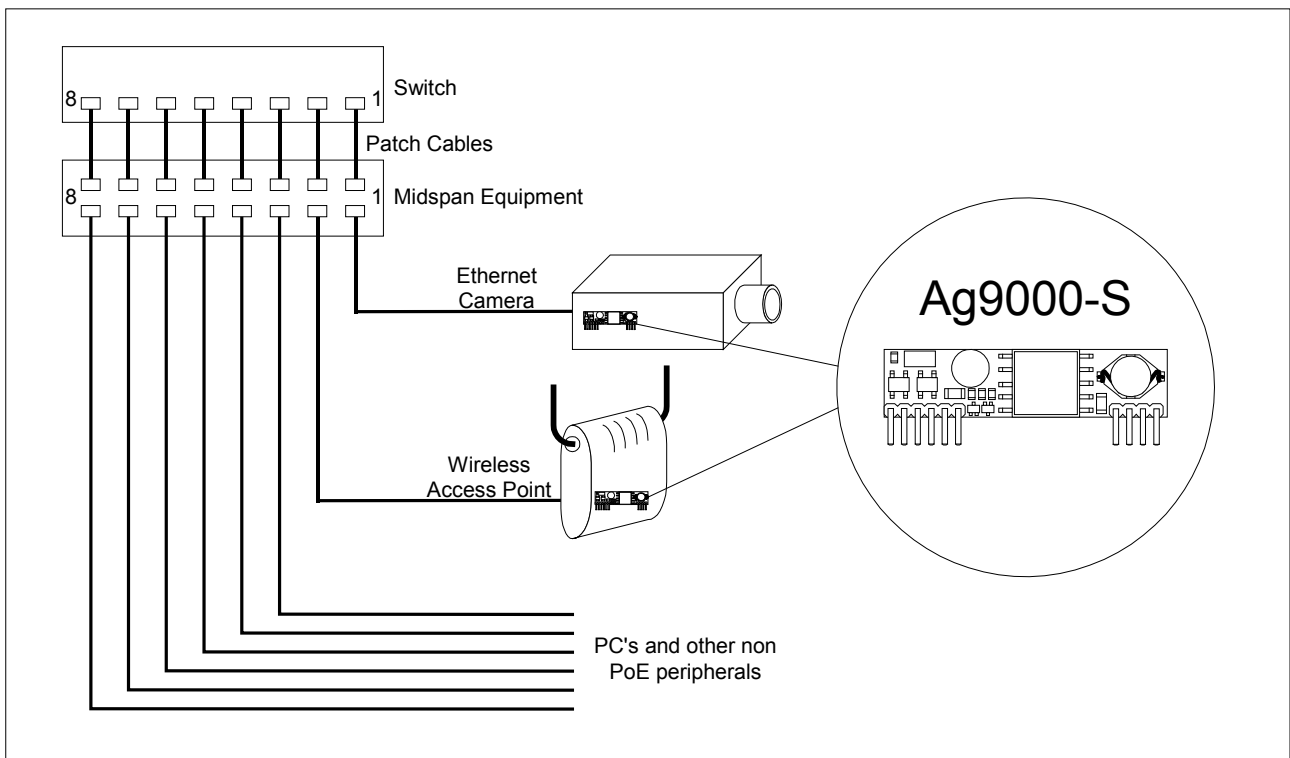 8
1
Switch
Patch Cables
8
1
Midspan Equipment
Ethernet
Camera
Ag9000-S
Wireless
Access Point
PC's and other non
PoE peripherals